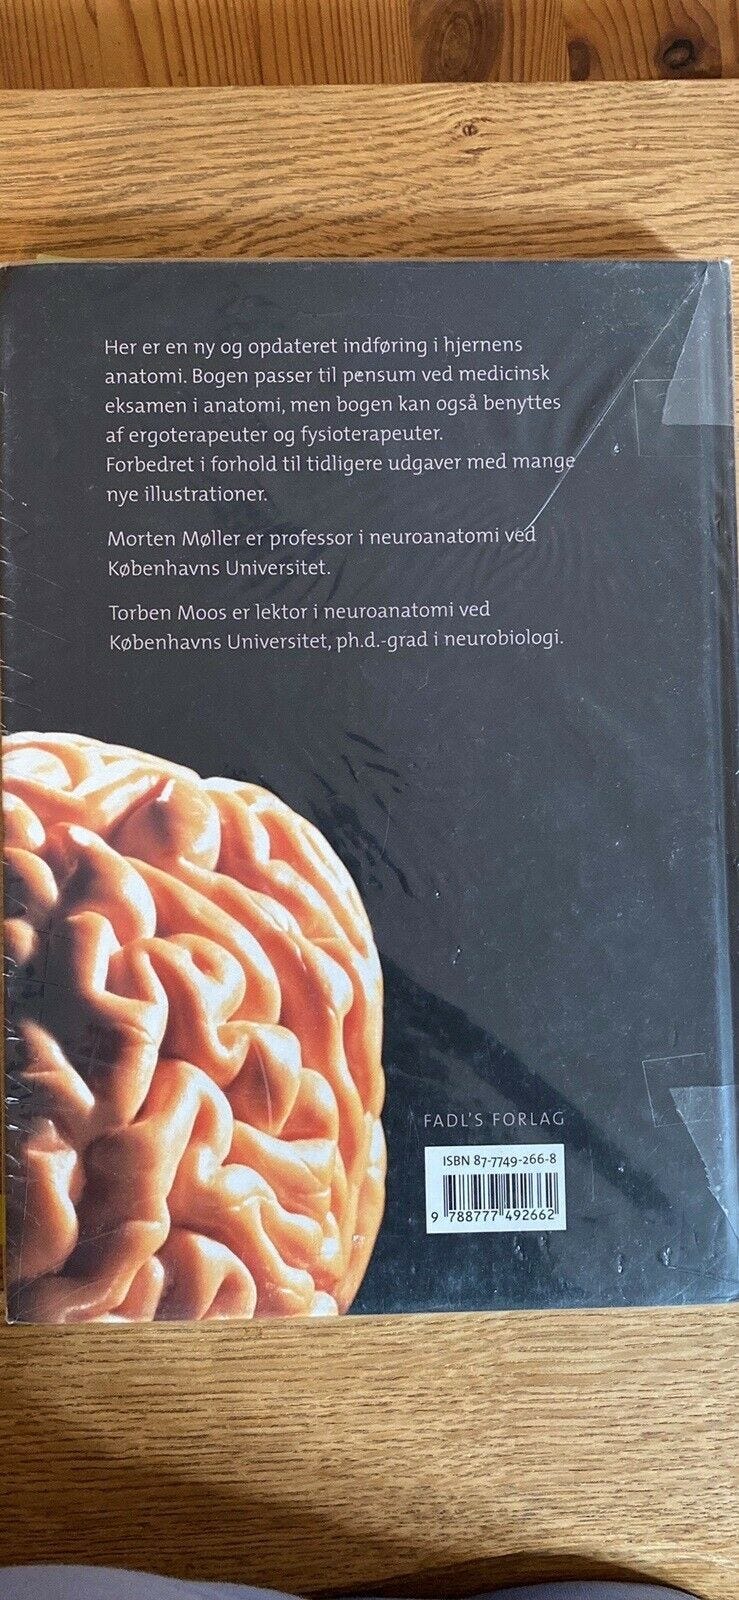 Her er en ny og opdateret indføring i hjernens
anatomi. Bogen passer til pensum ved medicinsk
eksamen i anatomi, men bogen kan også benyttes
af ergoterapeuter og fysioterapeuter.
Forbedret i forhold til tidligere udgaver med mange
nye illustrationer.
Morten Møller er professor i neuroanatomi ved
Københavns Universitet.
Torben Moos er lektor i neuroanatomi ved
Københavns Universitet, ph.d.-grad i neurobiologi.
FADL'S FORLAG
ISBN 87-7749-266-8
9 788777 492662